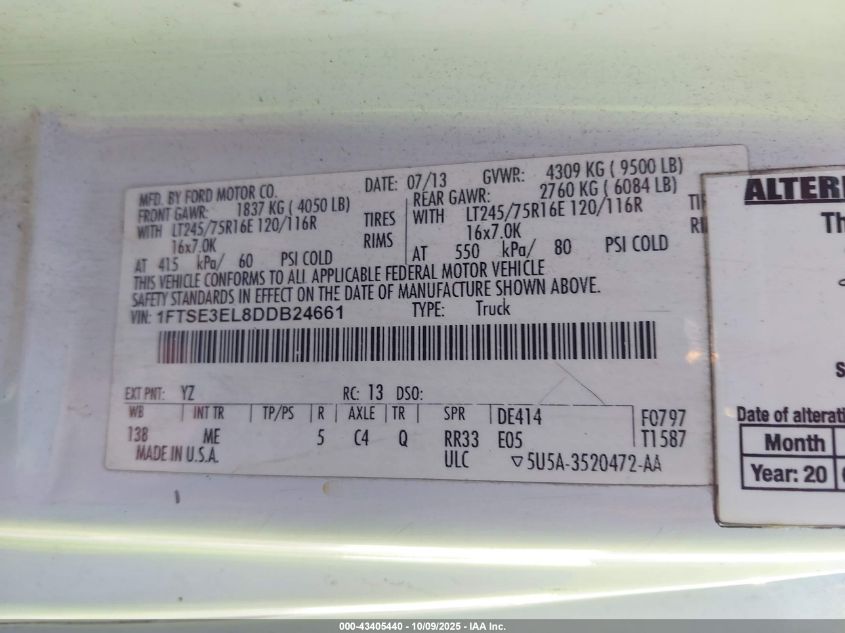 MFD. BY FORD MOTOR CO. DATE: 07/13 GVWR: 4309 KG ( 9500 LB)
FRONT GAWR: 1837 KG ( 4050 LB) REAR GAWR: 2760 KG ( 6084 LB)
WITH LT245/75R16E 120/116R TIRES WITH LT245/75R16E 120/116R TI
16x7.0K RIMS 16x7.0K RI
AT 415 kPa/ 60 PSI COLD AT 550 kPa/ 80 PSI COLD
THIS VEHICLE CONFORMS TO ALL APPLICABLE FEDERAL MOTOR VEHICLE
SAFETY STANDARDS IN EFFECT ON THE DATE OF MANUFACTURE SHOWN ABOVE.
VIN: 1FTSE3EL8DDB24661 TYPE: Truck
EXT PNT: YZ RC: 13 DSO:
WB INT TR TP/PS R AXLE TR SPR DE414 F0797
138 ME 5 C4 Q RR33 E05 T1587
MADE IN U.S.A. ULC ▽5U5A-3520472-AA
ALTER
Th
S
Date of alterati
Month
Year: 20
000-43405440 - 10/09/2025 - IAA Inc.